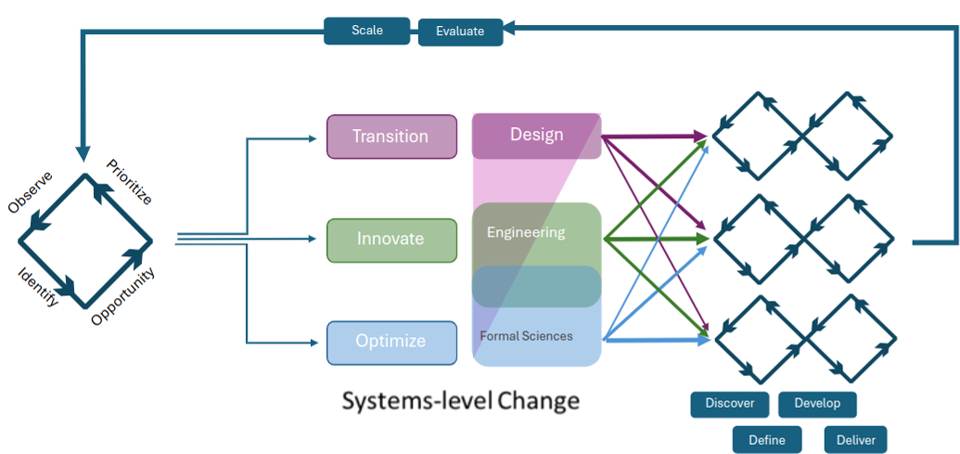 Scale
Evaluate
Observe
Prioritize
Identify
Opportunity
Transition
Innovate
Optimize
Design
Engineering
Formal Sciences
Systems-level Change
Discover
Develop
Define
Deliver